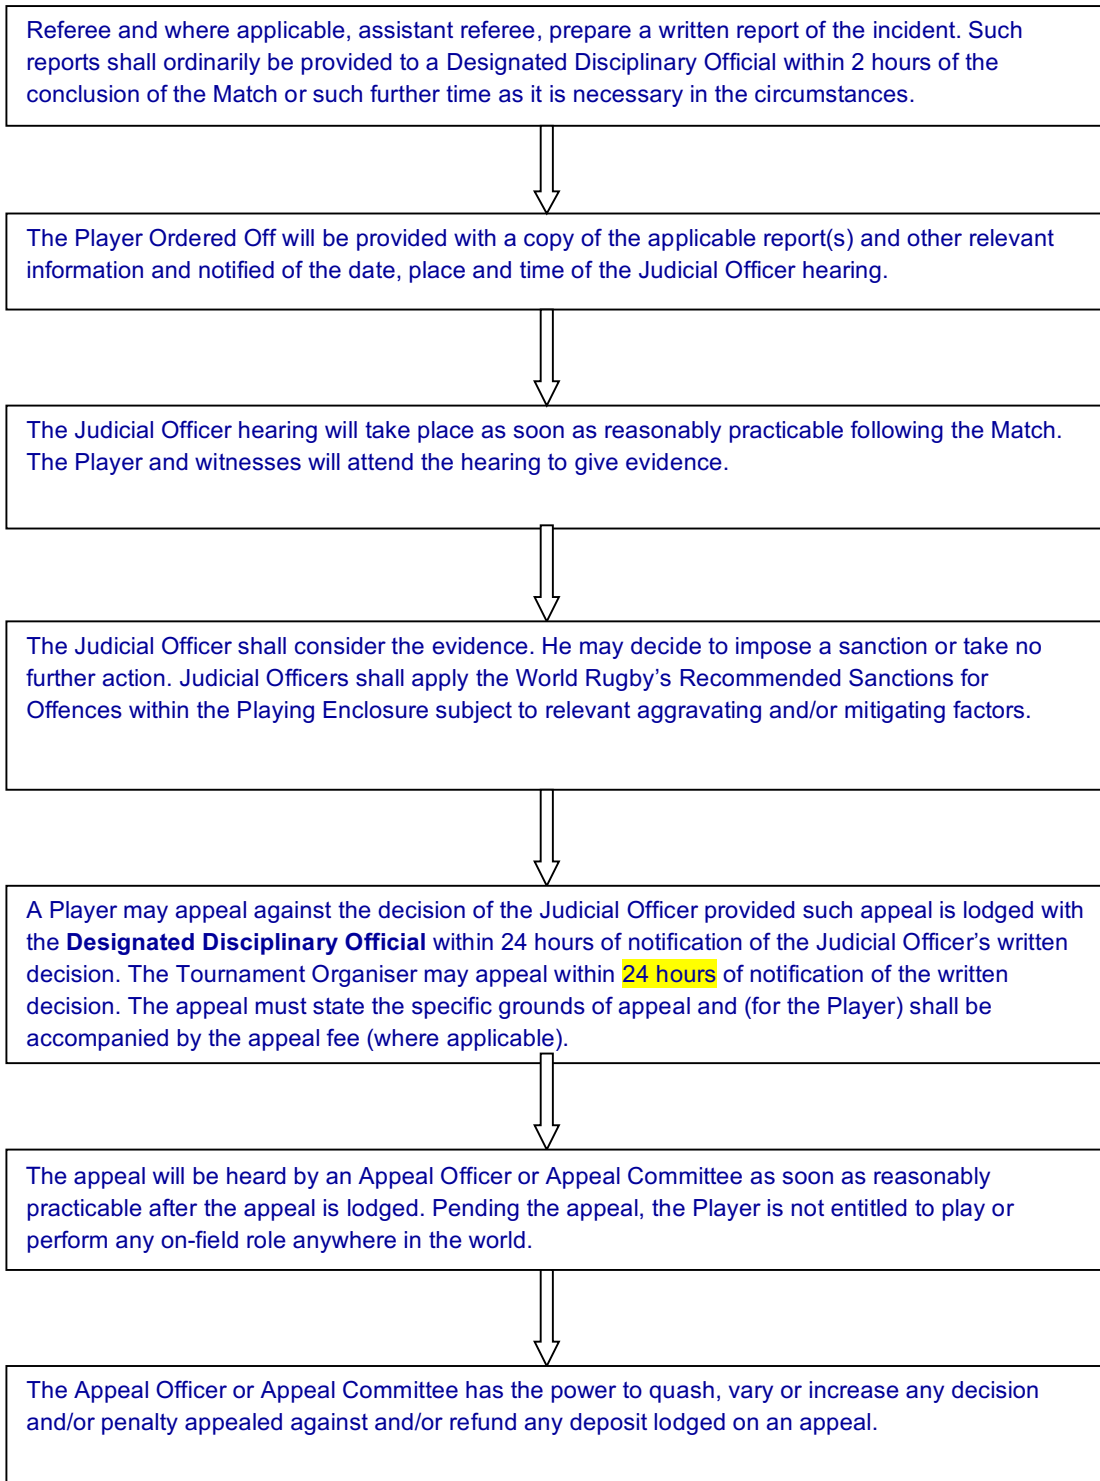 Referee and where applicable, assistant referee, prepare a written report of the incident. Such
reports shall ordinarily be provided to a Designated Disciplinary Official within 2 hours of the
conclusion of the Match or such further time as it is necessary in the circumstances.
The Player Ordered Off will be provided with a copy of the applicable report(s) and other relevant
information and notified of the date, place and time of the Judicial Officer hearing.
The Judicial Officer hearing will take place as soon as reasonably practicable following the Match.
The Player and witnesses will attend the hearing to give evidence.
The Judicial Officer shall consider the evidence. He may decide to impose a sanction or take no
further action. Judicial Officers shall apply the World Rugby's Recommended Sanctions for
Offences within the Playing Enclosure subject to relevant aggravating and/or mitigating factors.
A Player may appeal against the decision of the Judicial Officer provided such appeal is lodged with
the Designated Disciplinary Official within 24 hours of notification of the Judicial Officer's written
decision. The Tournament Organiser may appeal within 24 hours of notification of the written
decision. The appeal must state the specific grounds of appeal and (for the Player) shall be
accompanied by the appeal fee (where applicable).
The appeal will be heard by an Appeal Officer or Appeal Committee as soon as reasonably
practicable after the appeal is lodged. Pending the appeal, the Player is not entitled to play or
perform any on-field role anywhere in the world.
The Appeal Officer or Appeal Committee has the power to quash, vary or increase any decision
and/or penalty appealed against and/or refund any deposit lodged on an appeal.